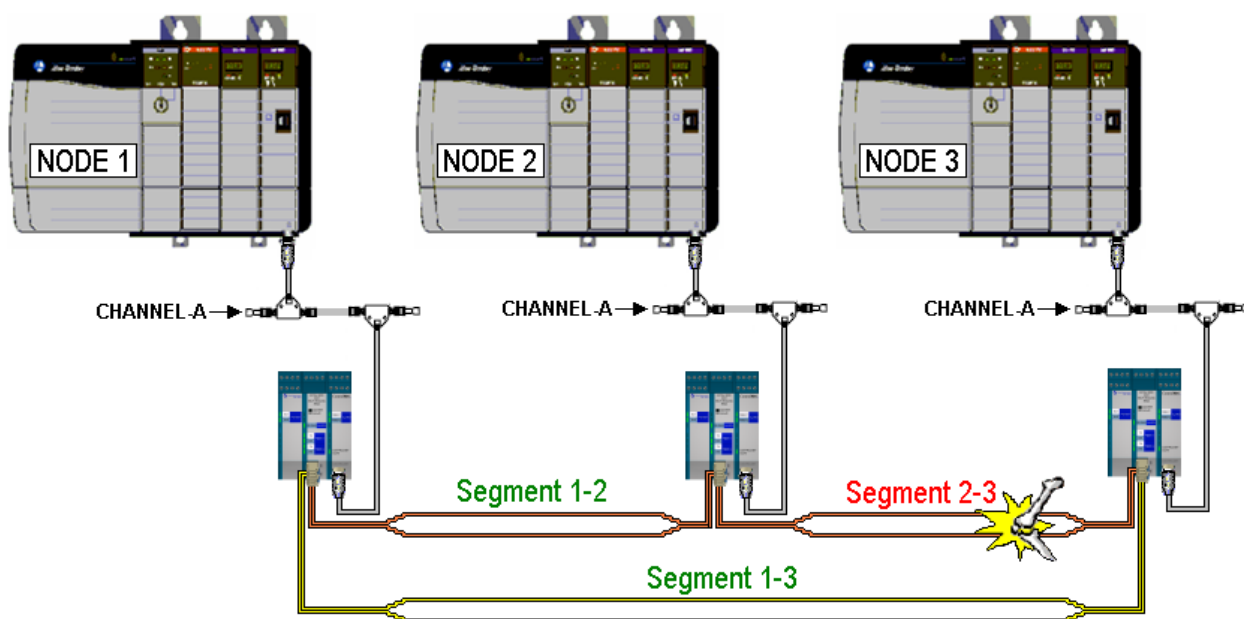 NODE 1
NODE 2
NODE 3
CHANNEL-A
CHANNEL-A
CHANNEL-A
Segment 1-2
Segment 2-3
Segment 1-3